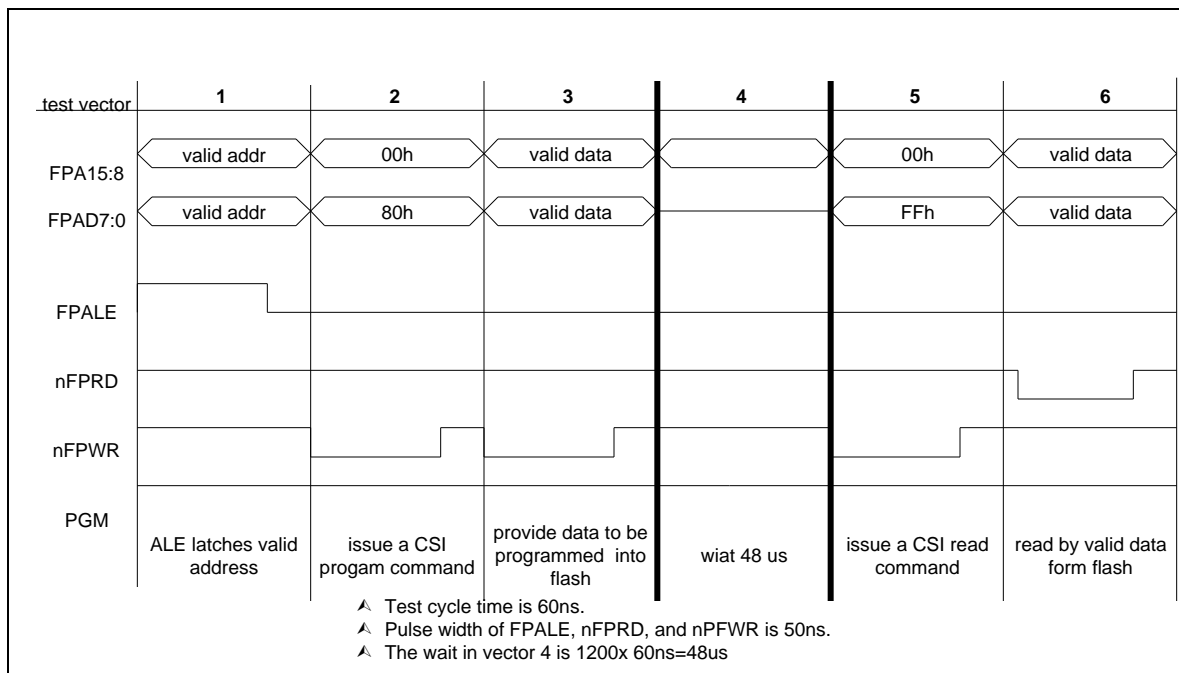 test vector 1 2 3 4 5 6
FPA15:8 valid addr 00h valid data 00h valid data
FPAD7:0 valid addr 80h valid data FFh valid data
FPALE
nFPRD
nFPWR
PGM
ALE latches valid
address
issue a CSI
progam command
provide data to be
programmed into
flash
wiat 48 us
issue a CSI read
command
read by valid data
form flash
Test cycle time is 60ns.
Pulse width of FPALE, nFPRD, and nPFWR is 50ns.
The wait in vector 4 is 1200x 60ns=48us